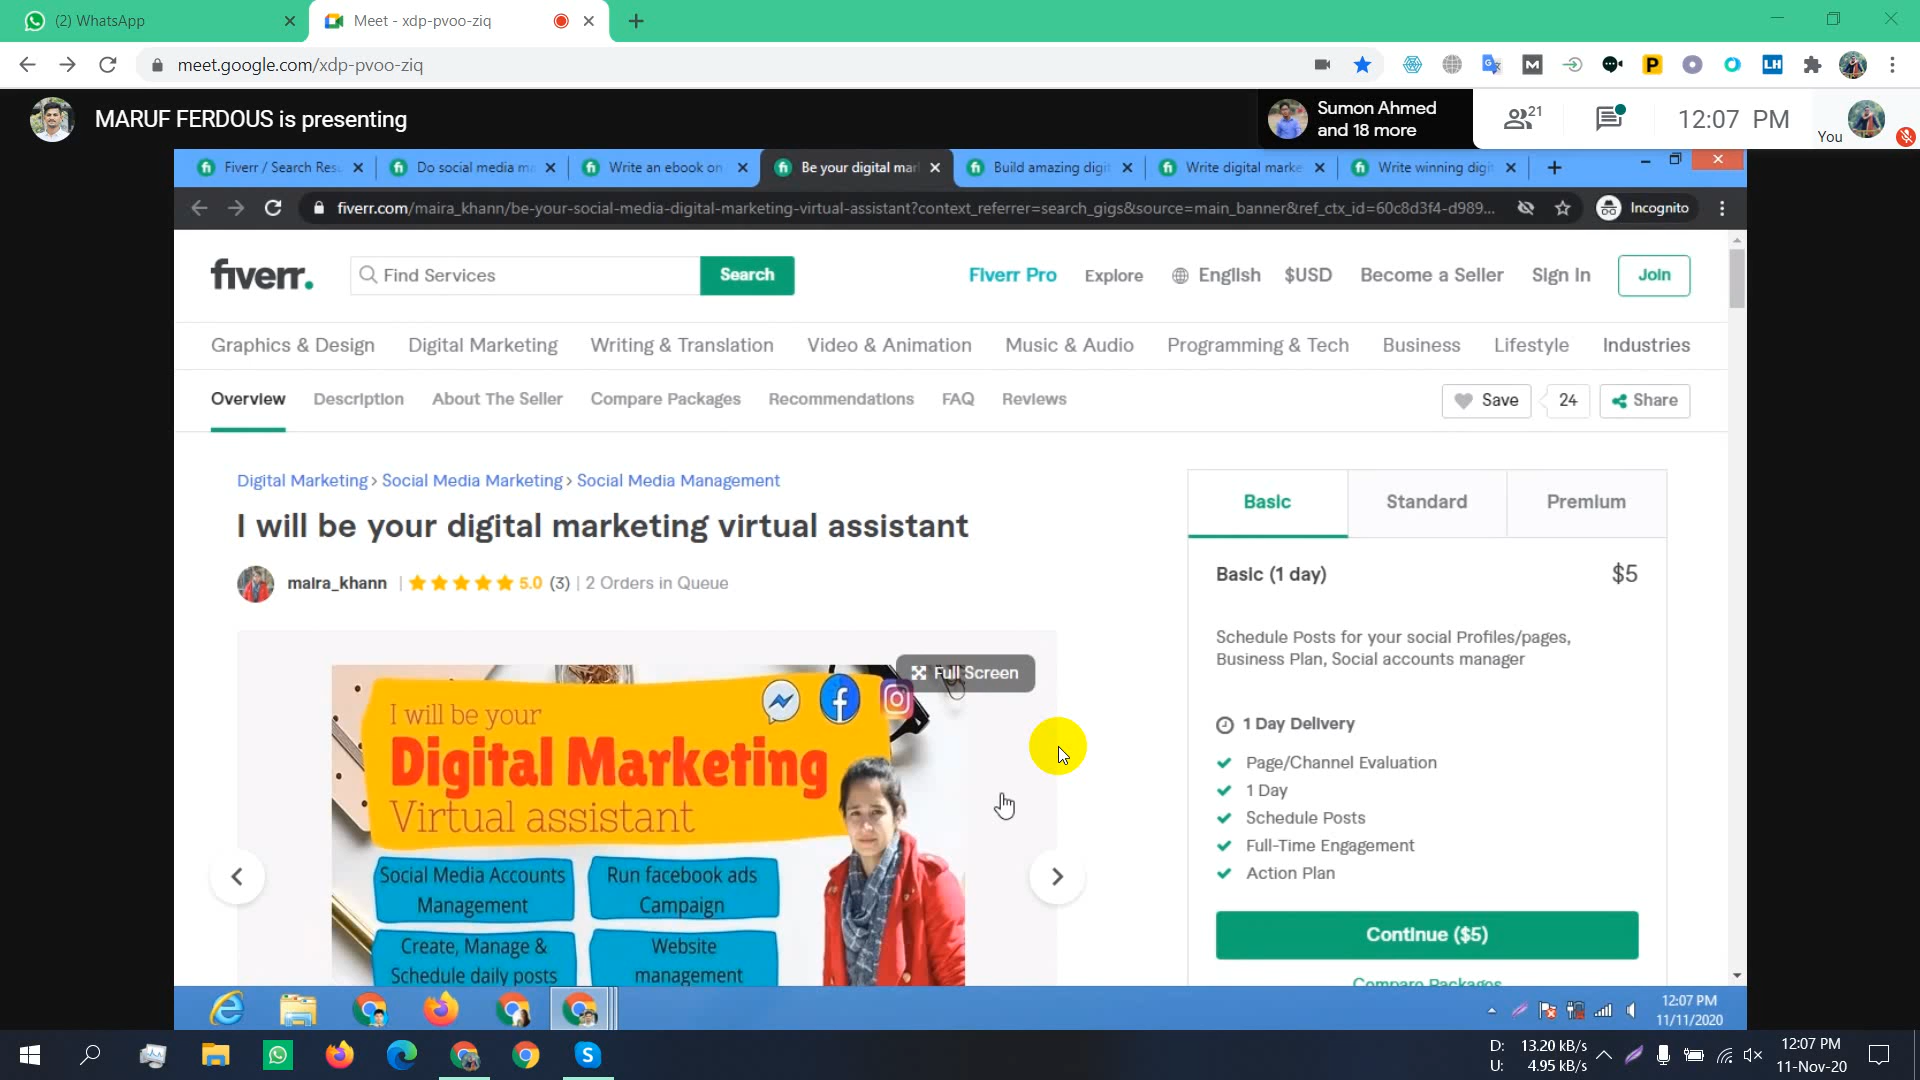 (2) WhatsApp
Meet - xdp-pvoo-ziq
meet.google.com/xdp-pvoo-ziq
MARUF FERDOUS is presenting
Sumon Ahmed
and 18 more
21
12:07 PM
You
Fiverr / Search Resu
Do social media ma
Write an ebook on
Be your digital mar
Build amazing digit
Write digital marke
Write winning digit
fiverr.com/maira_khann/be-your-social-media-digital-marketing-virtual-assistant?context_referrer=search_gigs&source=main_banner&ref_ctx_id=60c8d3f4-d989...
Incognito
fiverr.
Find Services
Search
Fiverr Pro
Explore
English
$USD
Become a Seller
Sign In
Join
Graphics & Design
Digital Marketing
Writing & Translation
Video & Animation
Music & Audio
Programming & Tech
Business
Lifestyle
Industries
Overview
Description
About The Seller
Compare Packages
Recommendations
FAQ
Reviews
Save
24
Share
Digital Marketing › Social Media Marketing › Social Media Management
I will be your digital marketing virtual assistant
maira_khann | 5.0 (3) | 2 Orders in Queue
Full Screen
I will be your
Digital Marketing
Virtual assistant
Social Media Accounts
Management
Run facebook ads
Campaign
Create, Manage &
Schedule daily posts
Website
management
Basic
Standard
Premium
Basic (1 day)
$5
Schedule Posts for your social Profiles/pages,
Business Plan, Social accounts manager
1 Day Delivery
Page/Channel Evaluation
1 Day
Schedule Posts
Full-Time Engagement
Action Plan
Continue ($5)
Compare Packages
12:07 PM
11/11/2020
D: 13.20 kB/s
U: 4.95 kB/s
12:07 PM
11-Nov-20